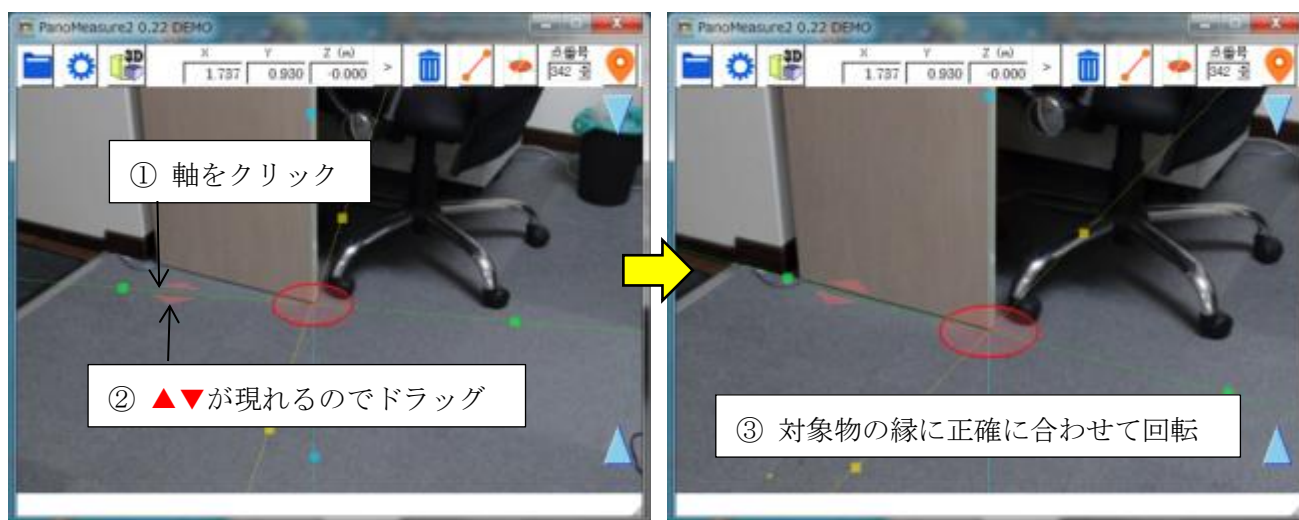 PanoMeasure2 0.22 DEMO
X Y Z (m)
1.737 0.930 -0.000 >
3D
点番号
342
① 軸をクリック
② ▲▼が現れるのでドラッグ
PanoMeasure2 0.22 DEMO
X Y Z (m)
1.737 0.930 -0.000 >
3D
点番号
342
③ 対象物の縁に正確に合わせて回転